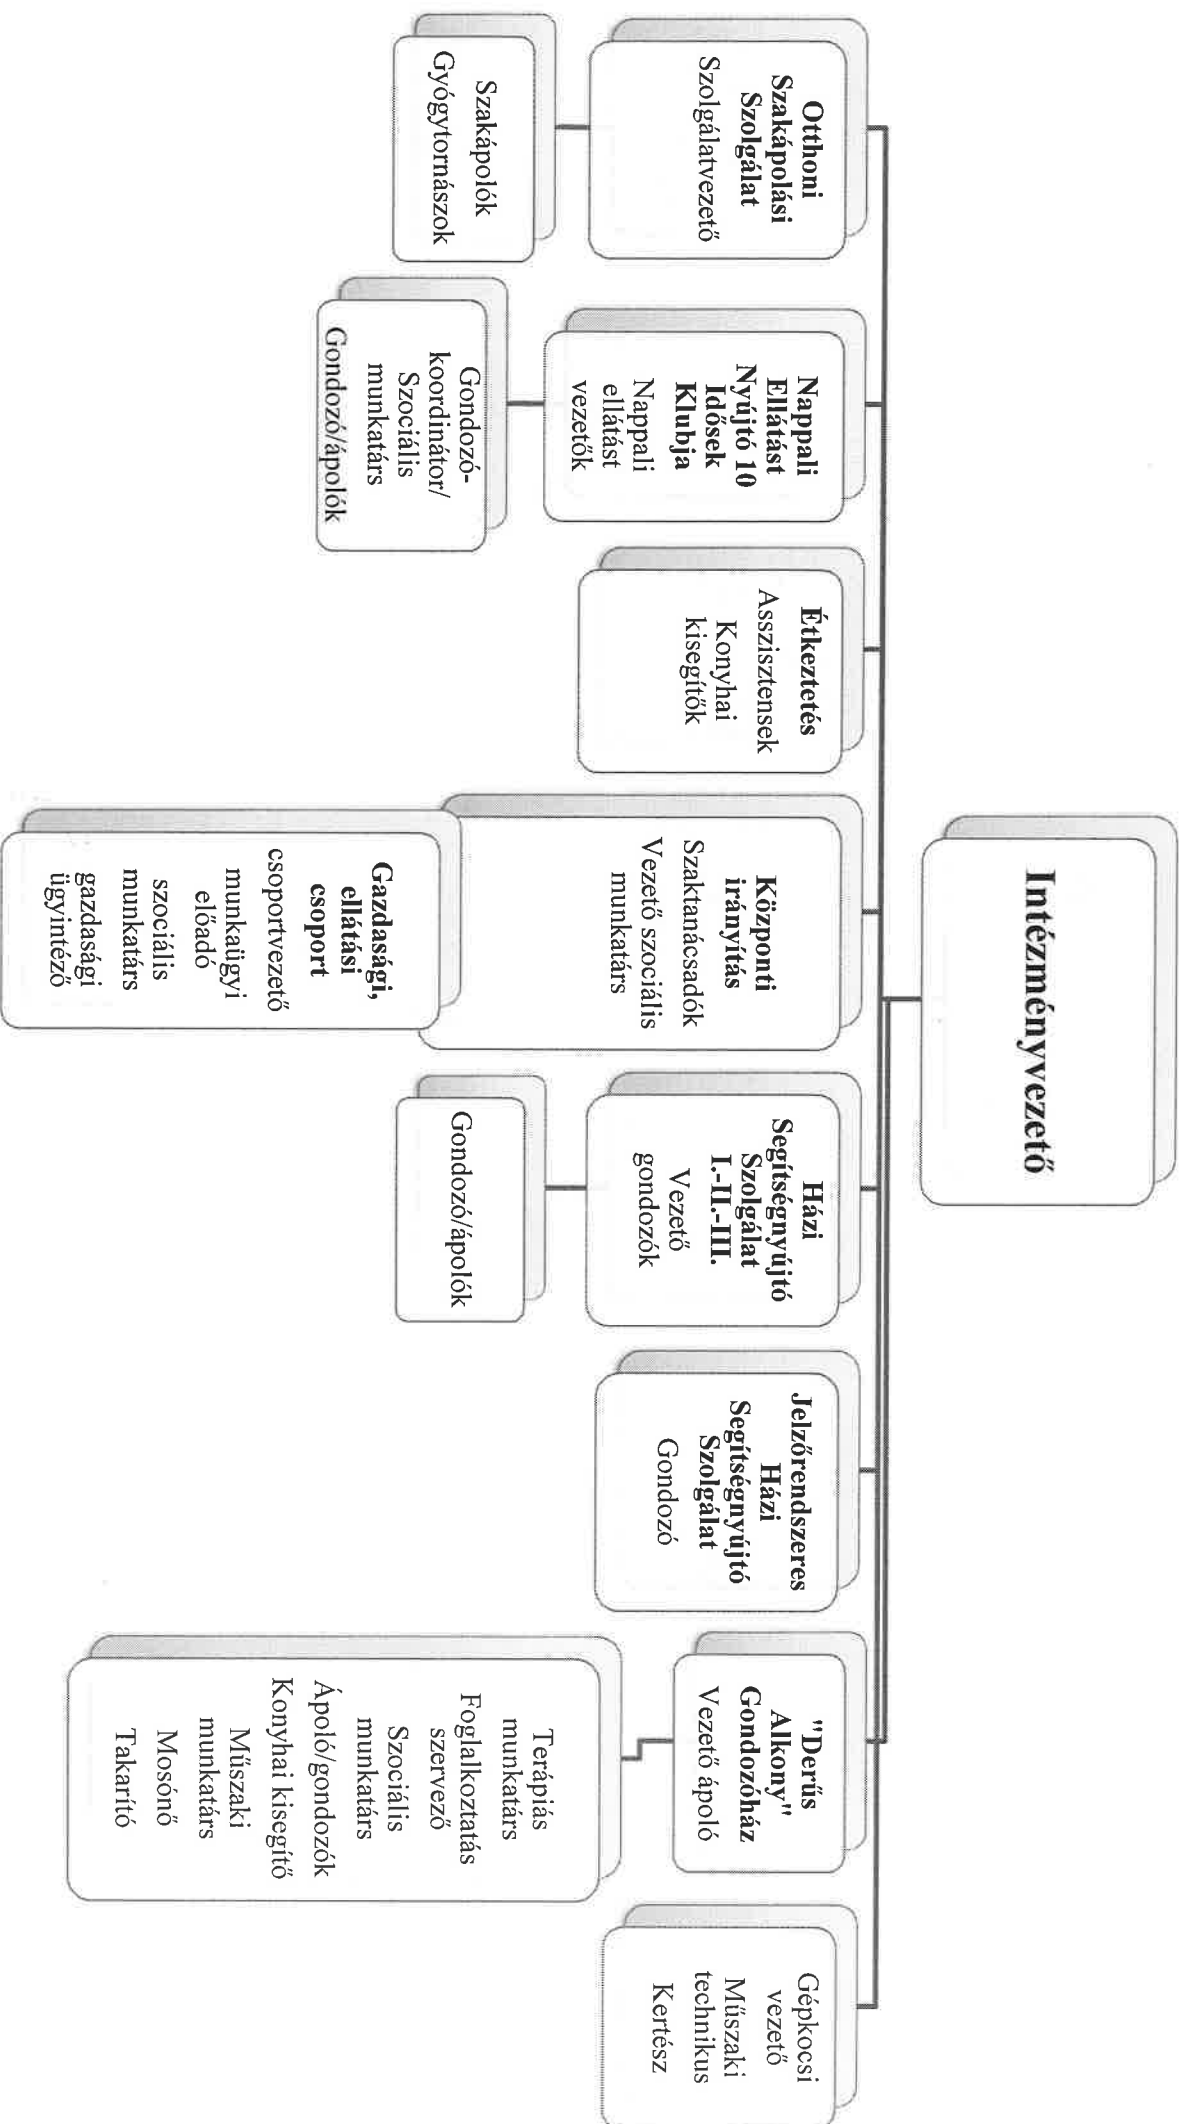 Intézményvezető
Otthoni
Szakápolási
Szolgálat
Szolgálatvezető
Szakápolók
Gyógytornászok
Nappali
Ellátást
Nyújtó 10
Idősek
Klubja
Nappali
ellátást
vezetők
Gondozó-
koordinátor/
Szociális
munkatárs
Gondozó/ápolók
Étkeztetés
Asszisztensek
Konyhai
kisegítők
Központi
irányítás
Szaktanácsadók
Vezető szociális
munkatárs
Gazdasági,
ellátási
csoport
csoportvezető
munkaügyi
előadó
szociális
munkatárs
gazdasági
ügyintéző
Házi
Segítségnyújtó
Szolgálat
I.-II.-III.
Vezető
gondozók
Gondozó/ápolók
Jelzőrendszeres
Házi
Segítségnyújtó
Szolgálat
Gondozó
"Derűs
Alkony"
Gondozóház
Vezető ápoló
Terápiás
munkatárs
Foglalkoztatás
szervező
Szociális
munkatárs
Ápoló/gondozók
Konyhai kisegítő
Műszaki
munkatárs
Mosónő
Takarító
Gépkocsi
vezető
Műszaki
technikus
Kertész